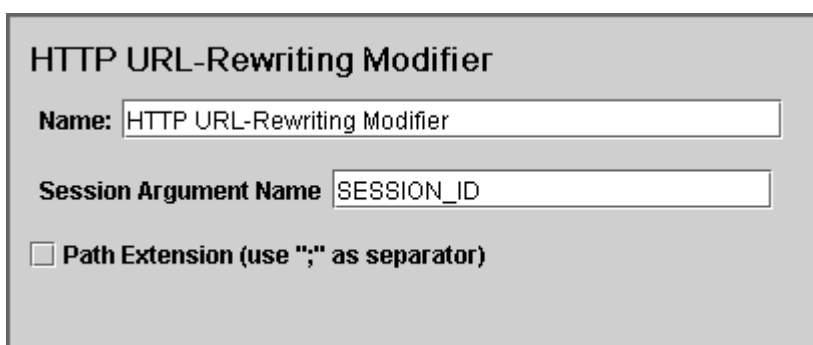 HTTP URL-Rewriting Modifier
Name: HTTP URL-Rewriting Modifier
Session Argument Name SESSION_ID
Path Extension (use ";" as separator)